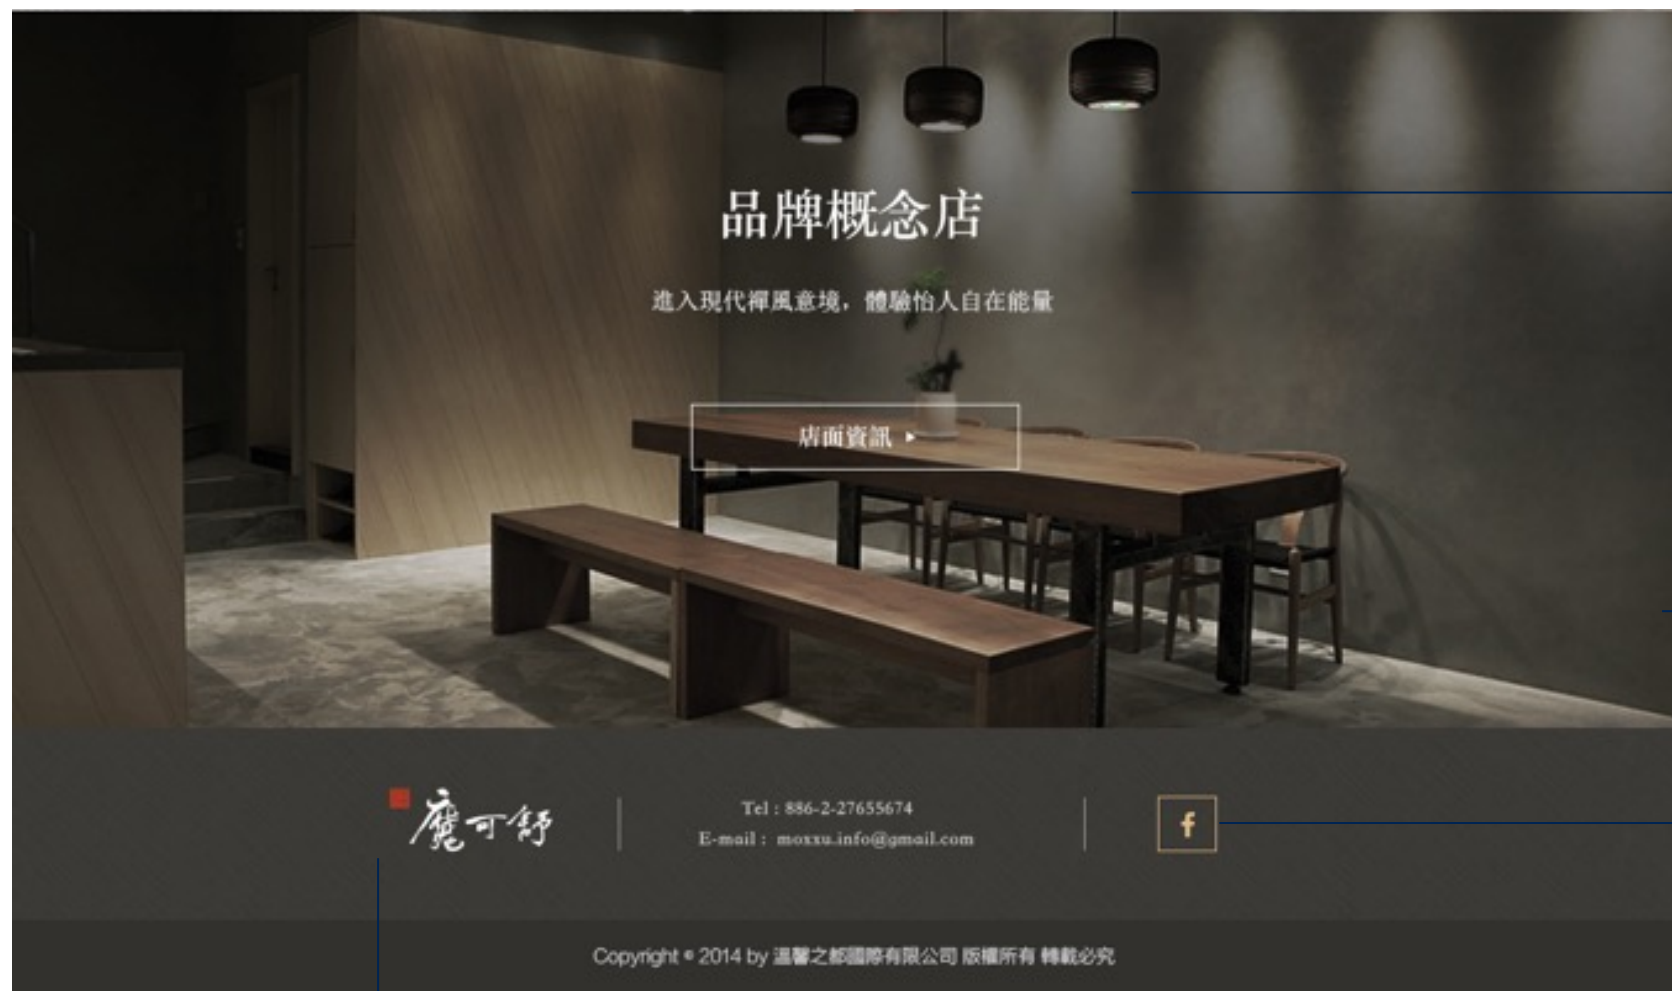 品牌概念店
進入現代禪風意境，體驗怡人自在能量
店面資訊
魔可舒
Tel : 886-2-27655674
E-mail : moxxu.info@gmail.com
f
Copyright © 2014 by 溫馨之都國際有限公司 版權所有 轉載必究